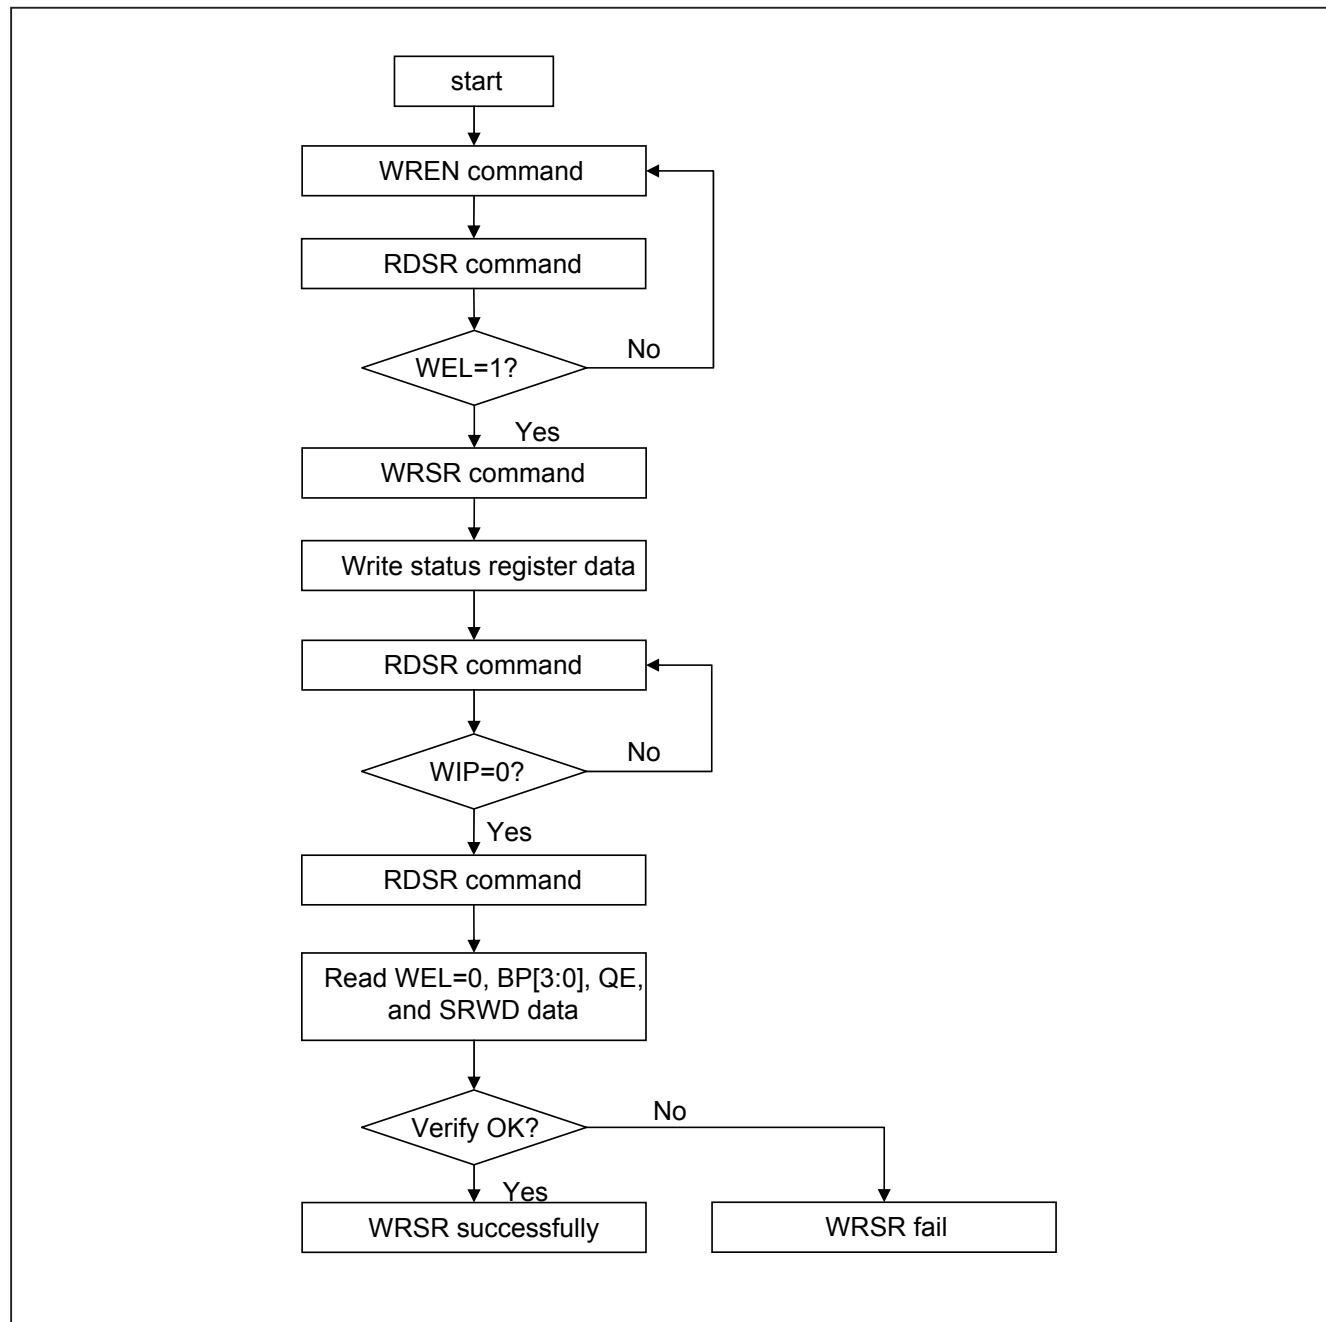 start
WREN command
RDSR command
WEL=1?
No
Yes
WRSR command
Write status register data
RDSR command
WIP=0?
No
Yes
RDSR command
Read WEL=0, BP[3:0], QE,
and SRWD data
Verify OK?
No
Yes
WRSR successfully
WRSR fail